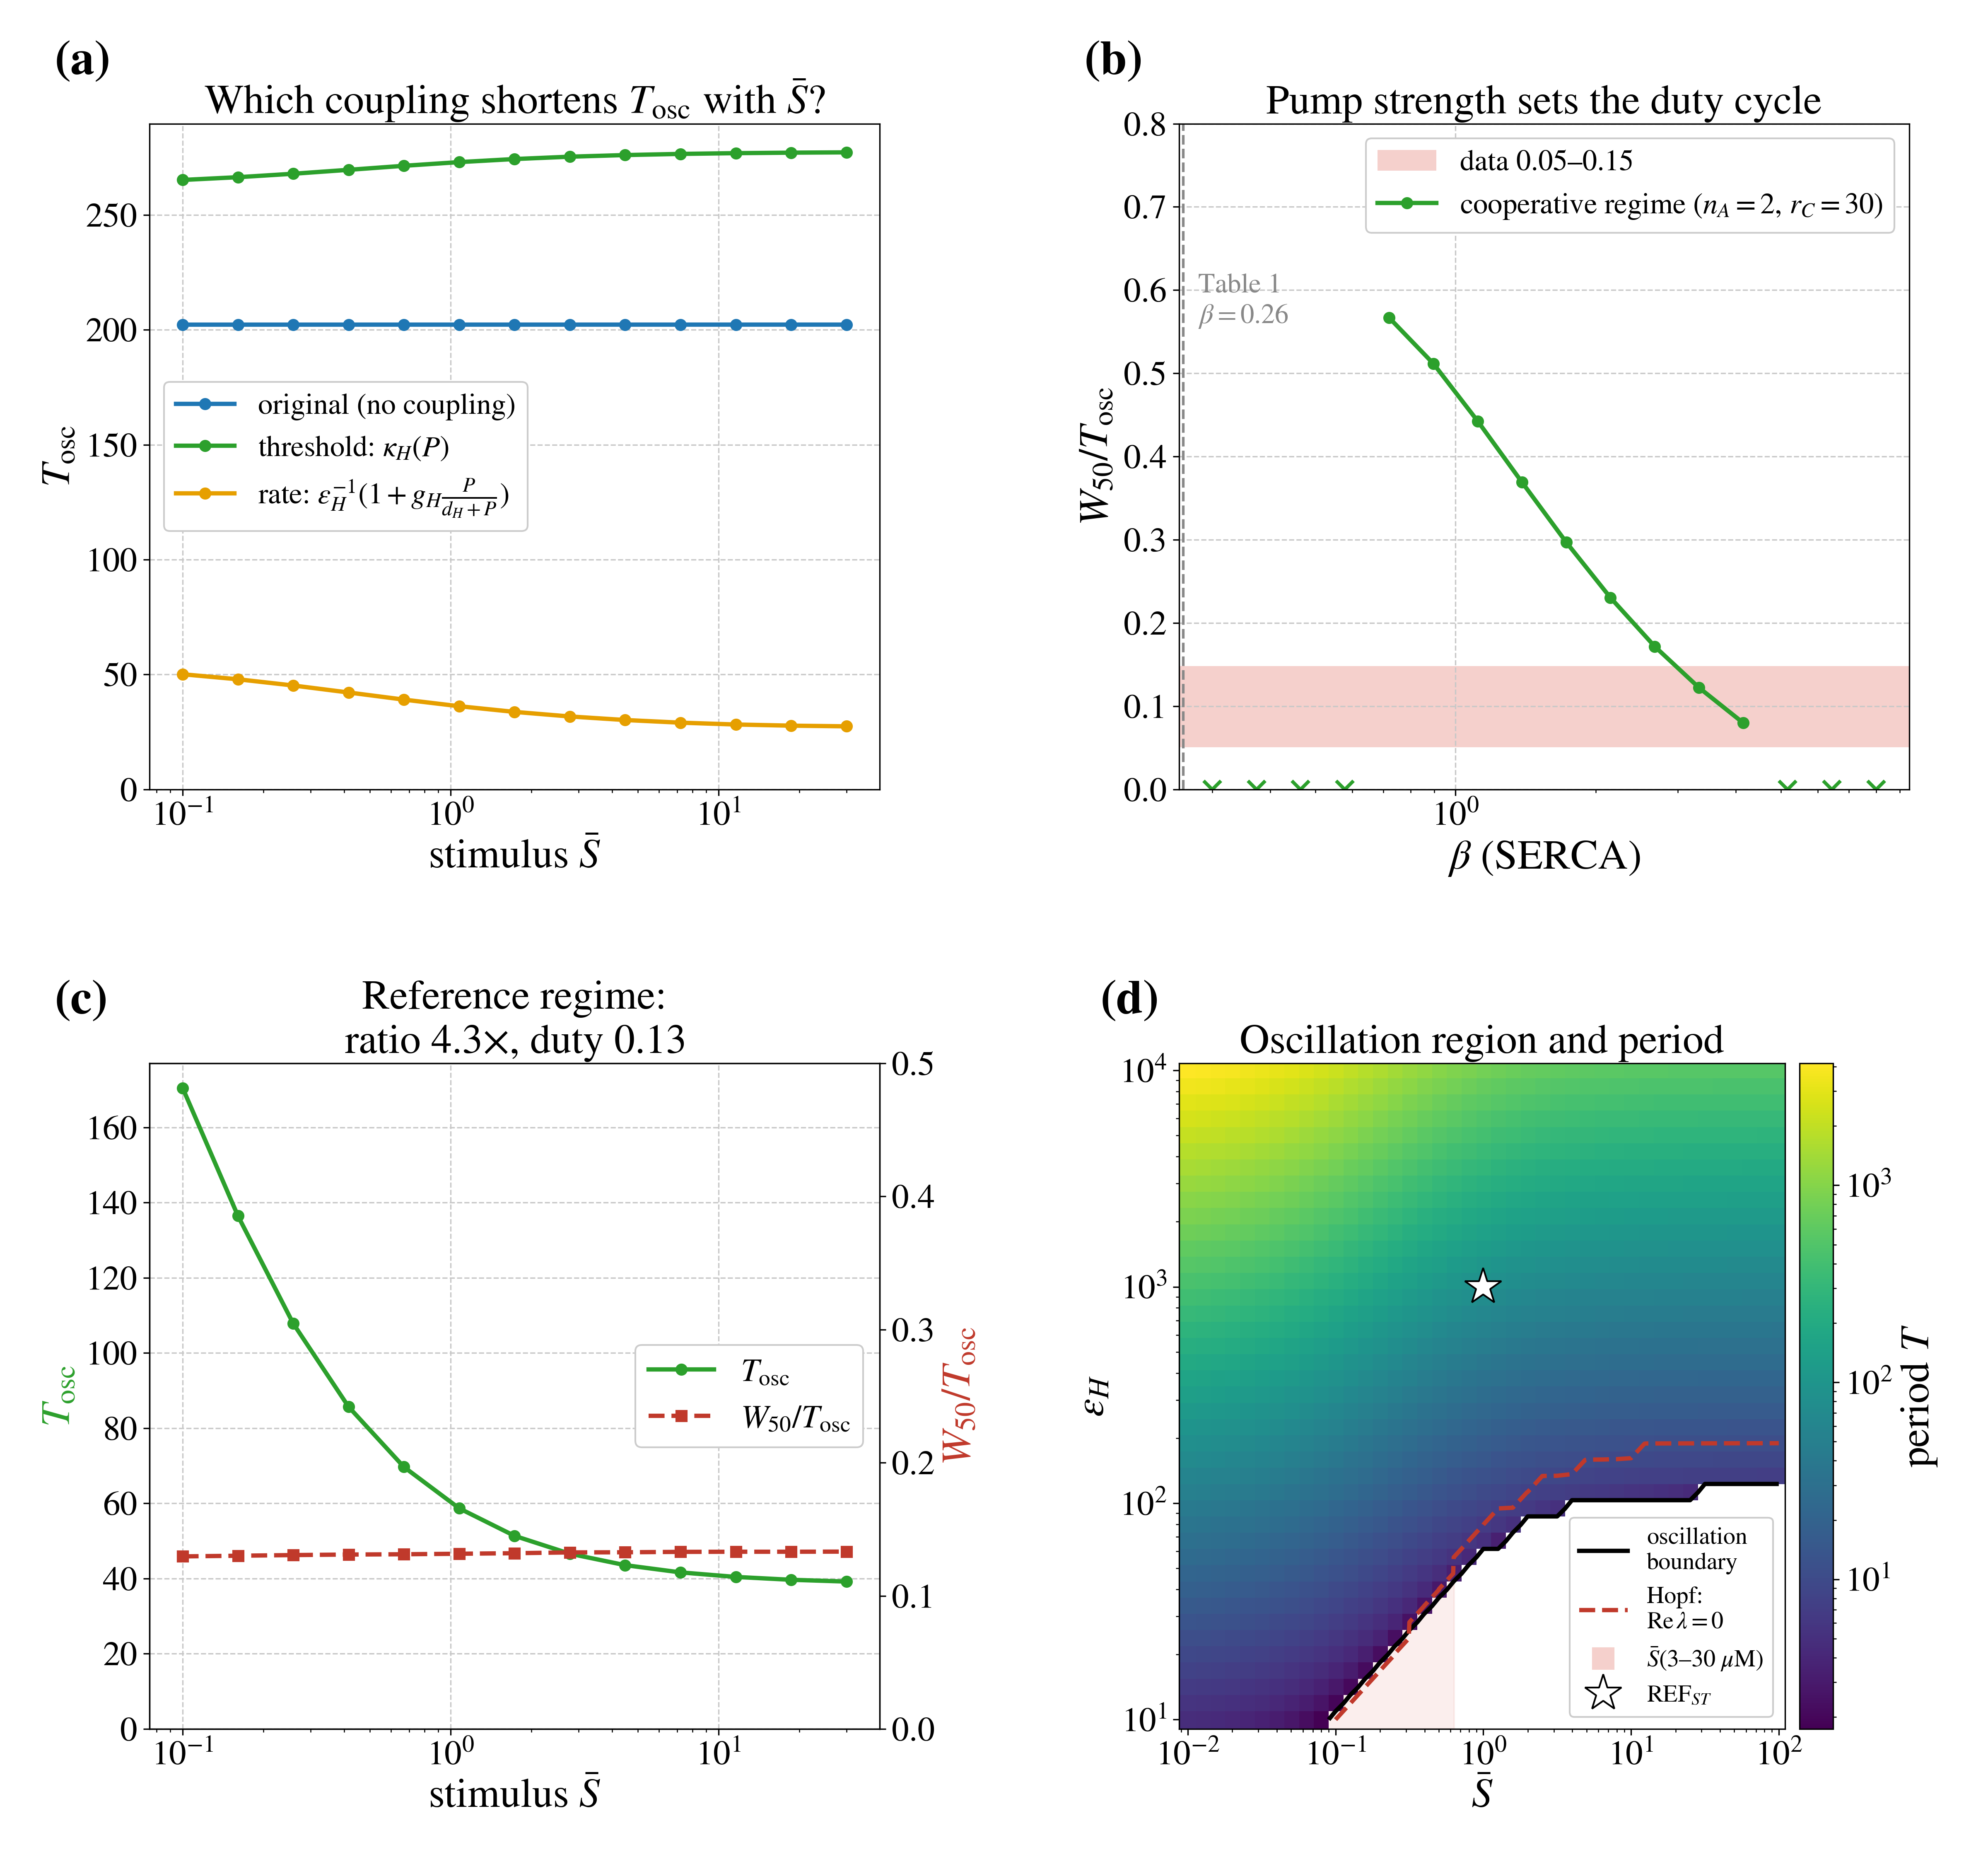 (a)
Which coupling shortens T_osc with S̄?
250
200
150
100
50
0
T_osc
original (no coupling)
threshold: κ_H(P)
rate: ε_H^{-1}(1 + g_H P/(d_H+P))
10^{-1}
10^0
10^1
stimulus S̄
(b)
Pump strength sets the duty cycle
0.8
0.7
0.6
0.5
0.4
0.3
0.2
0.1
0.0
W_50/T_osc
data 0.05–0.15
cooperative regime (n_A = 2, r_C = 30)
Table 1
β = 0.26
10^0
β (SERCA)
(c)
Reference regime:
ratio 4.3×, duty 0.13
160
140
120
100
80
60
40
20
0
T_osc
T_osc
W_50/T_osc
0.5
0.4
0.3
0.2
0.1
0.0
W_50/T_osc
10^{-1}
10^0
10^1
stimulus S̄
(d)
Oscillation region and period
10^4
10^3
10^2
10^1
ε_H
oscillation
boundary
Hopf:
Re λ = 0
S̄(3–30 μM)
REF_ST
10^{-2}
10^{-1}
10^0
10^1
10^2
S̄
10^3
10^2
10^1
period T